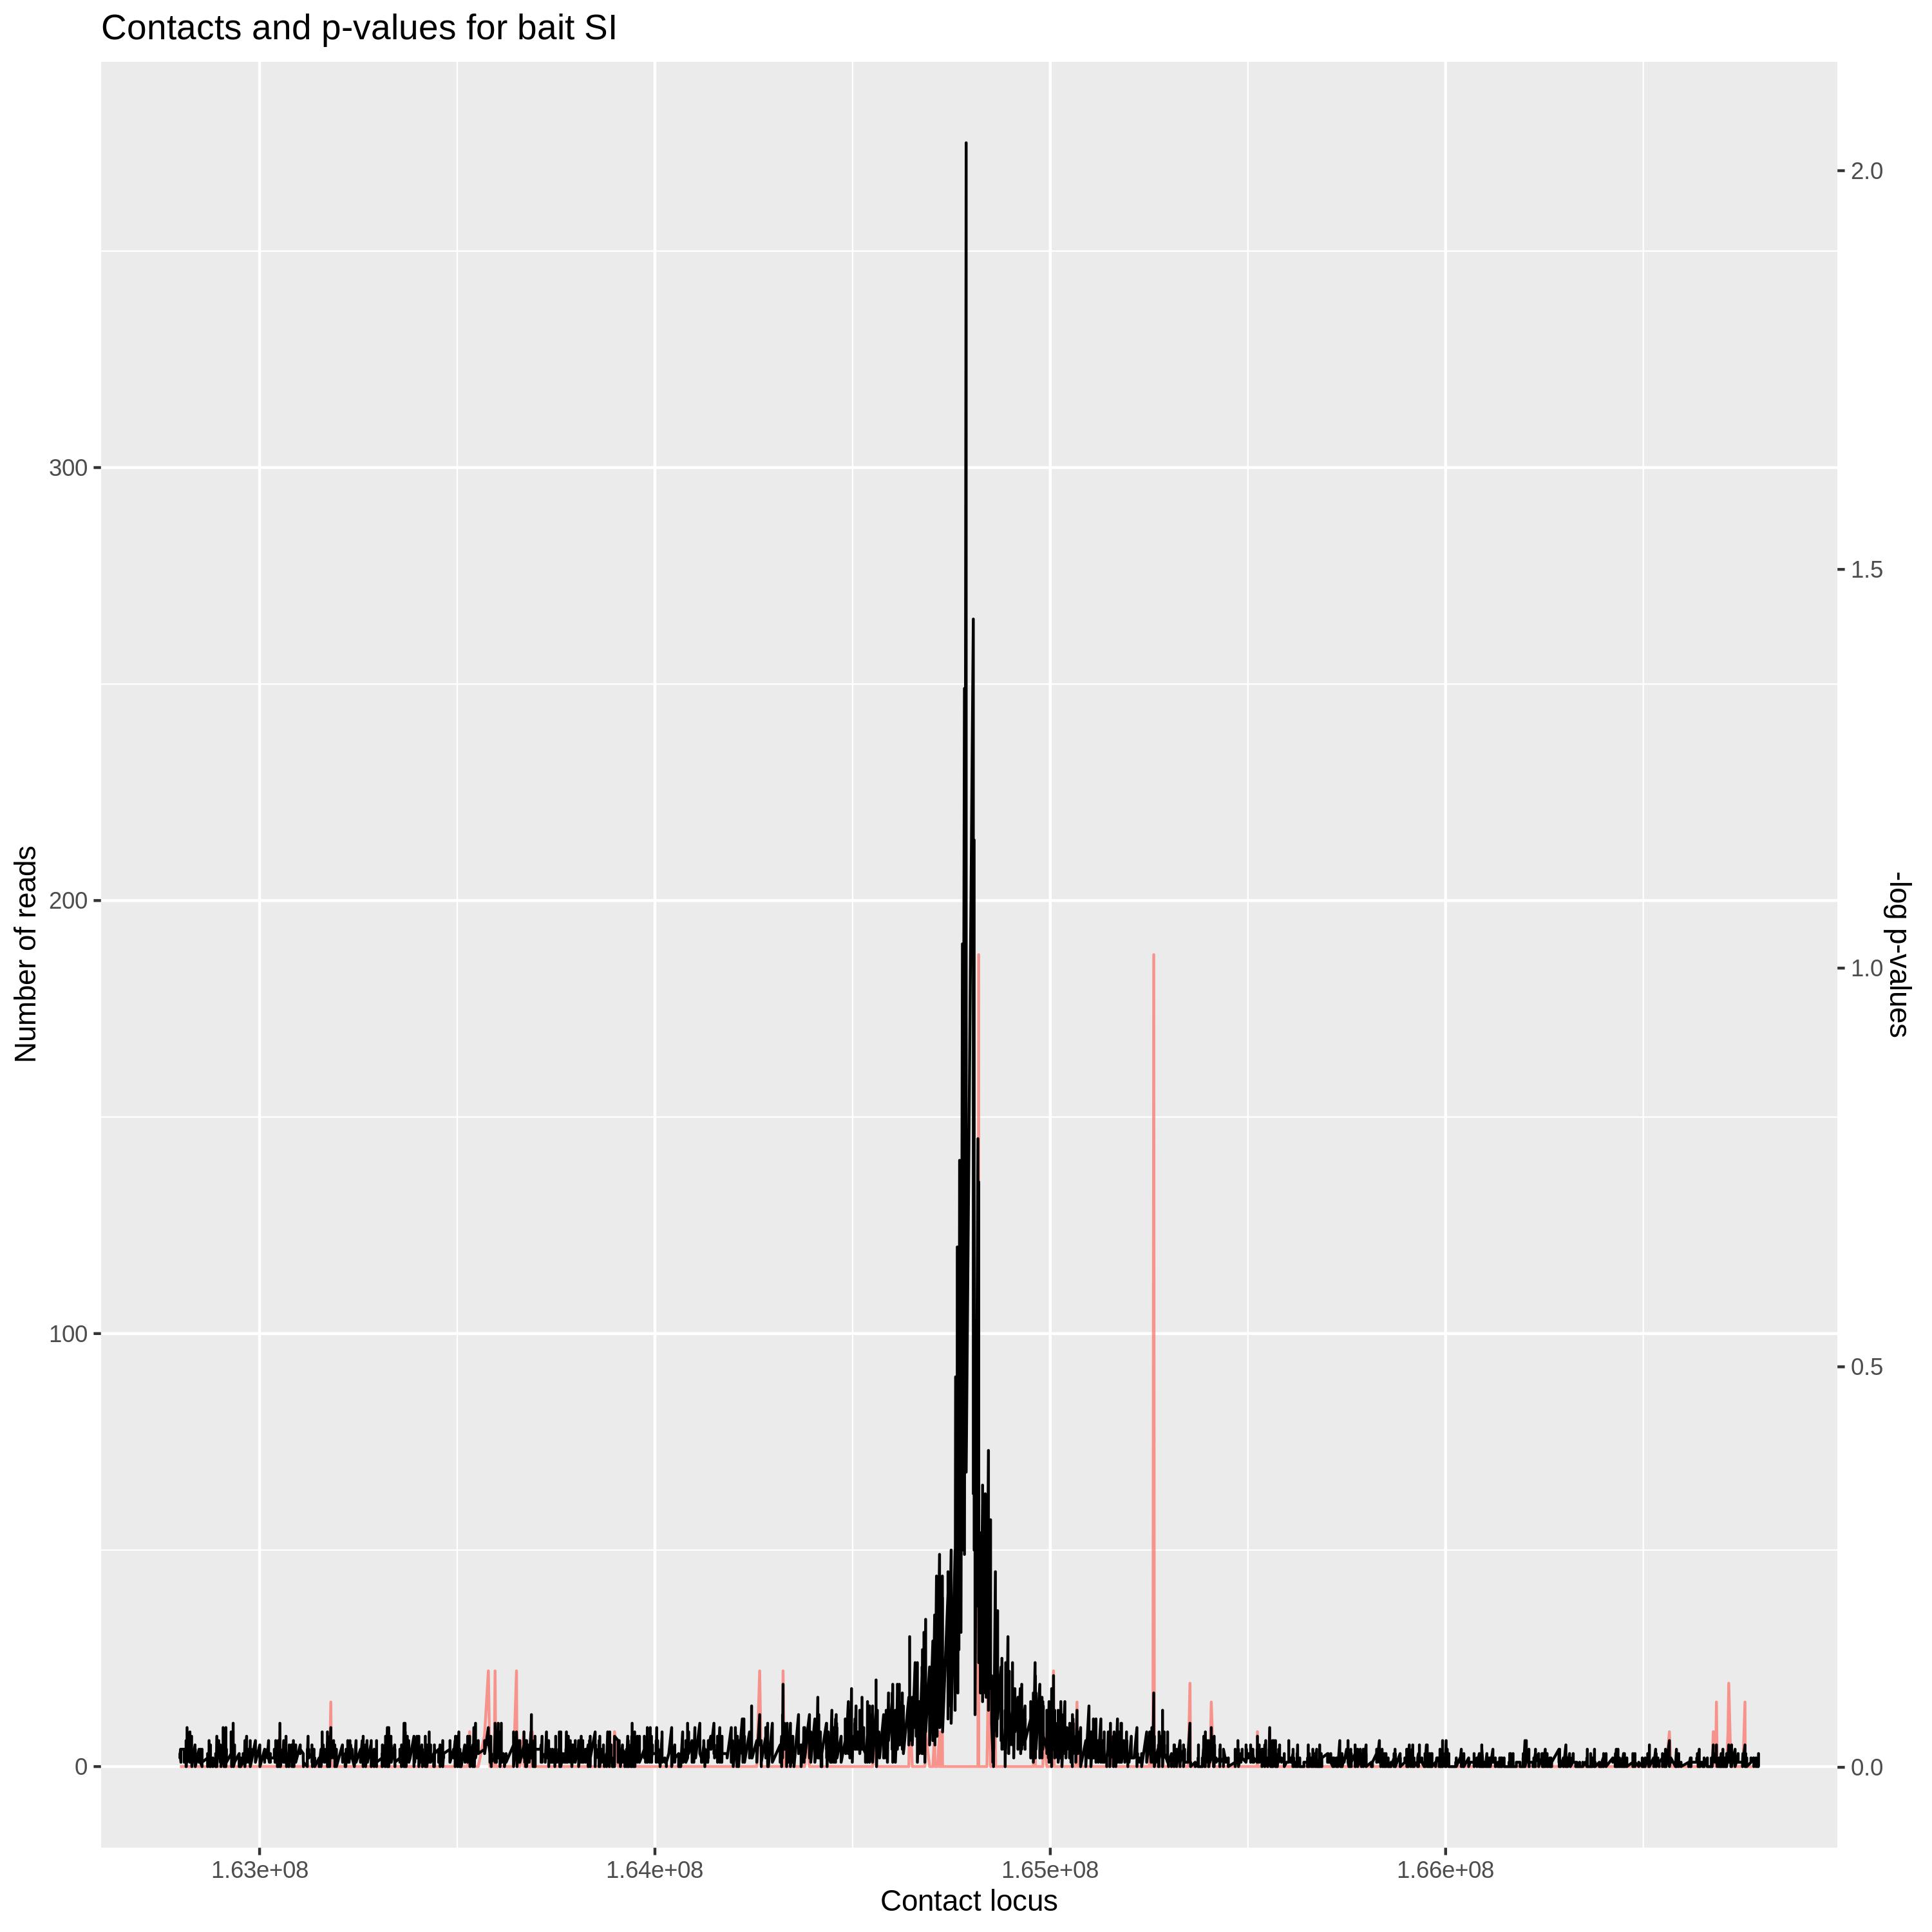 Contacts and p-values for bait SI
Number of reads
300
200
100
0
2.0
1.5
1.0
0.5
0.0
-log p-values
1.63e+08
1.64e+08
1.65e+08
1.66e+08
Contact locus